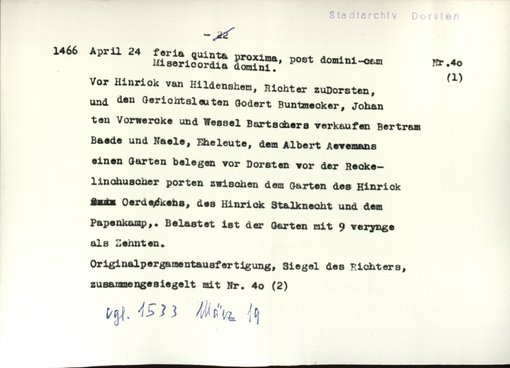 Stadtarchiv Dorsten
- 22
1466 April 24 feria quinta proxima, post domini-cam Nr.4o
Misericordia domini. (1)
Vor Hinrick van Hildenshem, Richter zuDorsten,
und den Gerichtsleuten Godert Buntmecker, Johan
ten Vorwercke und Wessel Bartschers verkaufen Bertram
Baede und Naele, Eheleute, dem Albert Aevemans
einen Garten belegen vor Dorsten vor der Recke-
linchuscher porten zwischen dem Garten des Hinrick
Oerdekens, des Hinrick Stalknecht und dem
Papenkamp,. Belastet ist der Garten mit 9 verynge
als Zehnten.
Originalpergamentausfertigung, Siegel des Richters,
zusammengesiegelt mit Nr. 4o (2)
vgl. 1533 März 19